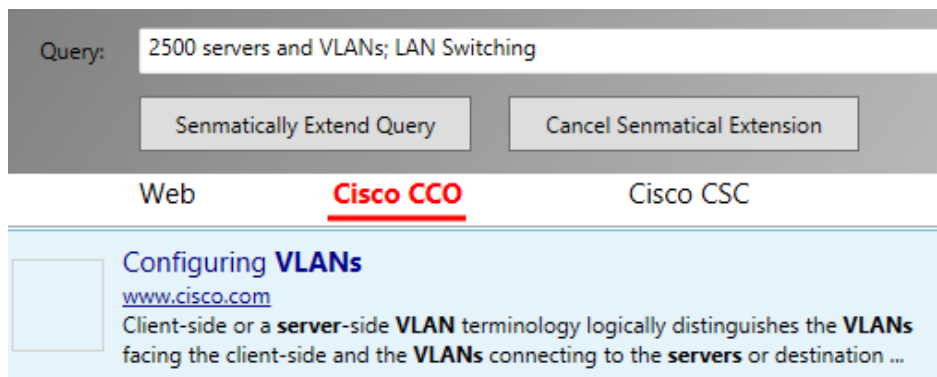 Query: 2500 servers and VLANs; LAN Switching
Senmatically Extend Query Cancel Senmatical Extension
Web Cisco CCO Cisco CSC
Configuring VLANs
www.cisco.com
Client-side or a server-side VLAN terminology logically distinguishes the VLANs
facing the client-side and the VLANs connecting to the servers or destination ...